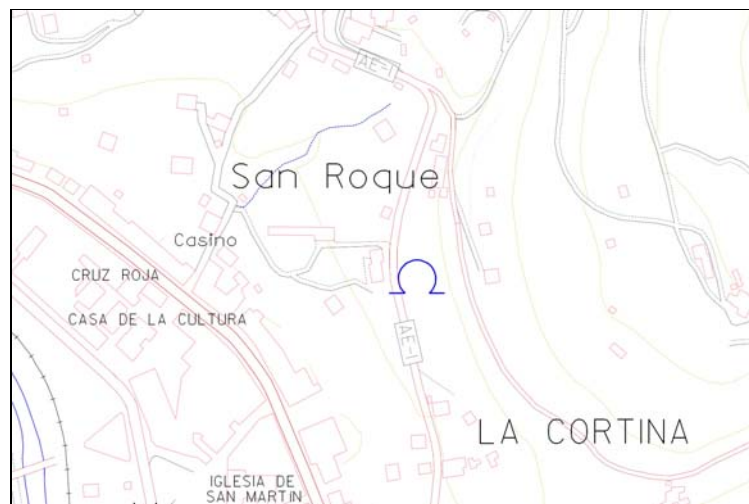 AE-1
San Roque
Casino
CRUZ ROJA
CASA DE LA CULTURA
AE-1
LA CORTINA
IGLESIA DE
SAN MARTIN